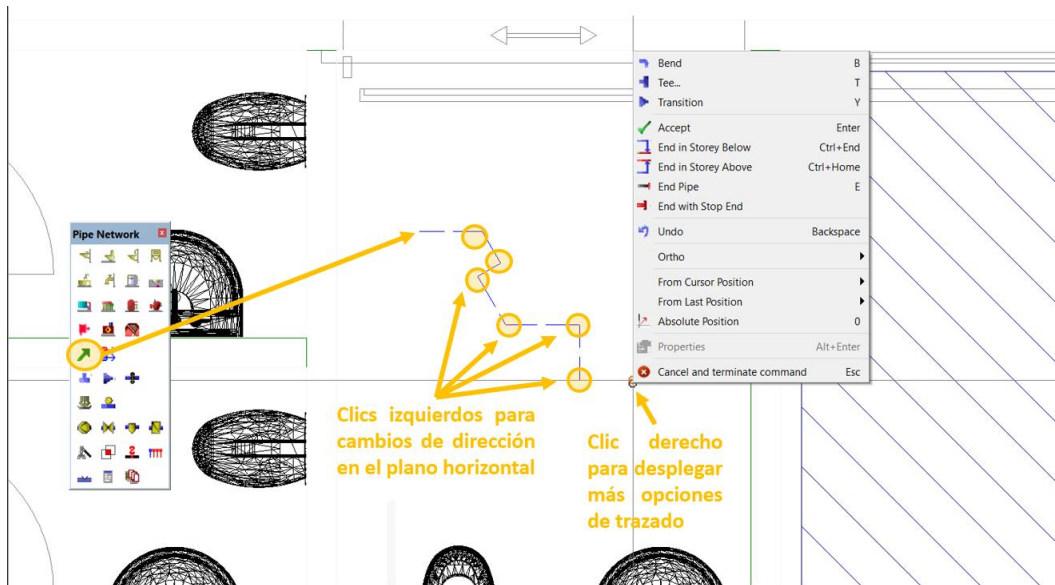 Bend B
Tee... T
Transition Y
Accept Enter
End in Storey Below Ctrl+End
End in Storey Above Ctrl+Home
End Pipe E
End with Stop End
Undo Backspace
Ortho
From Cursor Position
From Last Position
Absolute Position 0
Properties Alt+Enter
Cancel and terminate command Esc
Pipe Network
Clics izquierdos para
cambios de dirección
en el plano horizontal
Clic derecho
para desplegar
más opciones
de trazado